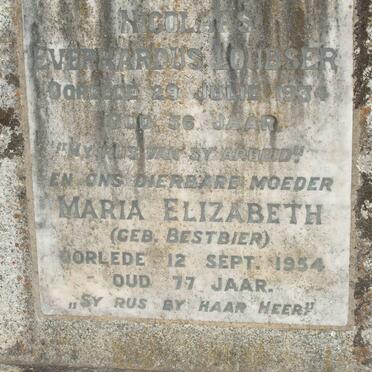 NICOLAAS
EVERHARDUS LOUBSER
OORLEDE 29 JULIE 1934
OUD 56 JAAR.
„HY RUS VAN SY ARBEID!”
EN ONS DIERBARE MOEDER
MARIA ELIZABETH
(GEB. BESTBIER)
OORLEDE 12 SEPT. 1954
OUD 77 JAAR.
„SY RUS BY HAAR HEER!”